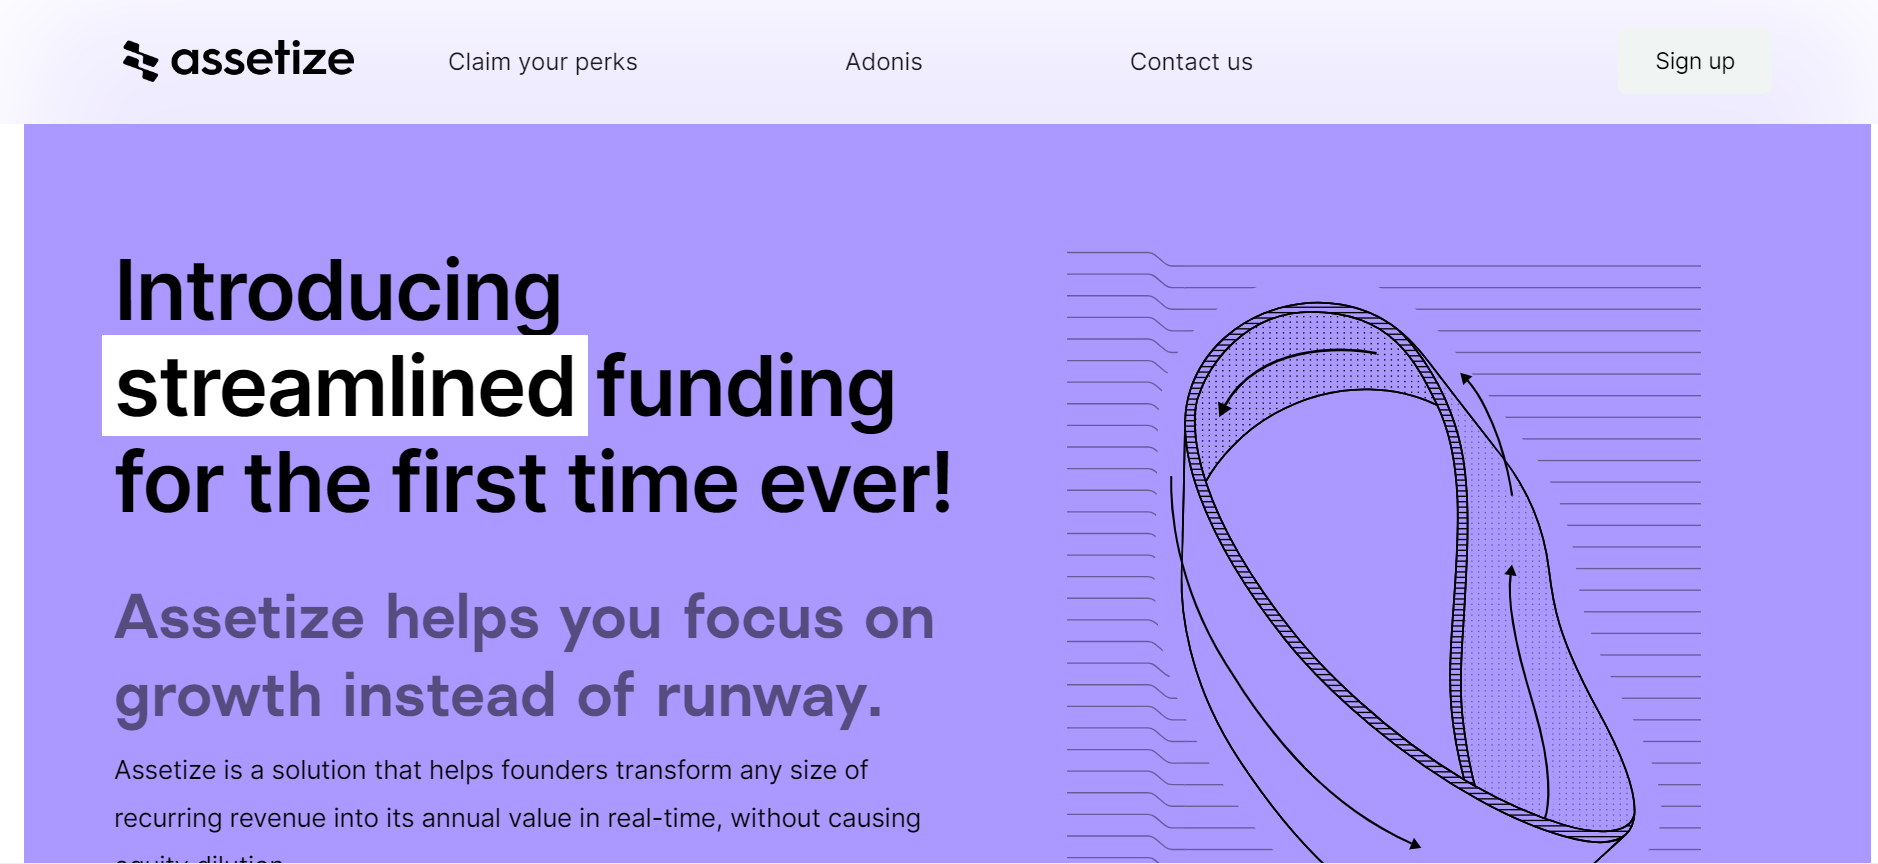 assetize
Claim your perks
Adonis
Contact us
Sign up
Introducing
streamlined funding
for the first time ever!
Assetize helps you focus on
growth instead of runway.
Assetize is a solution that helps founders transform any size of
recurring revenue into its annual value in real-time, without causing
equity dilution.